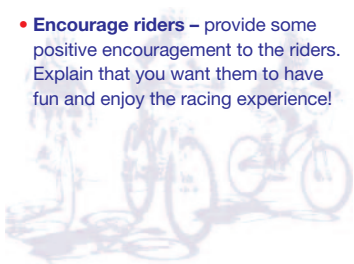 • Encourage riders – provide some
positive encouragement to the riders.
Explain that you want them to have
fun and enjoy the racing experience!